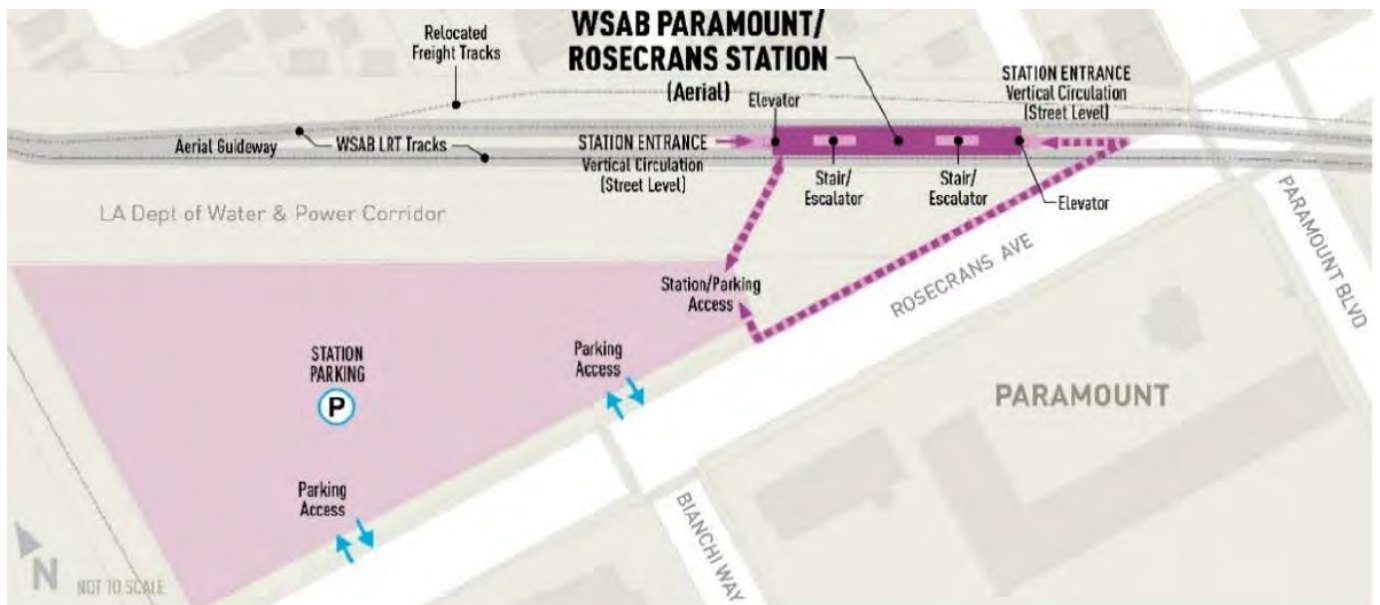 WSAB PARAMOUNT/
ROSECRANS STATION
(Aerial)
Relocated
Freight Tracks
Elevator
STATION ENTRANCE
Vertical Circulation
(Street Level)
Aerial Guideway
WSAB LRT Tracks
STATION ENTRANCE
Vertical Circulation
(Street Level)
Stair/
Escalator
Stair/
Escalator
Elevator
LA Dept of Water & Power Corridor
PARAMOUNT BLVD
ROSECRANS AVE
Station/Parking
Access
STATION
PARKING
P
Parking
Access
PARAMOUNT
Parking
Access
BIANCHI WAY
N
NOT TO SCALE